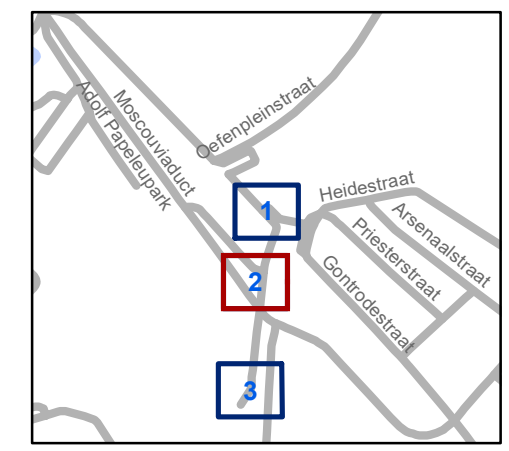 Oefenpleinstraat
Moscouviaduct
Adolf Papeleupark
Heidestraat
1
Arsenaalstraat
Priesterstraat
2
Gontrodestraat
3